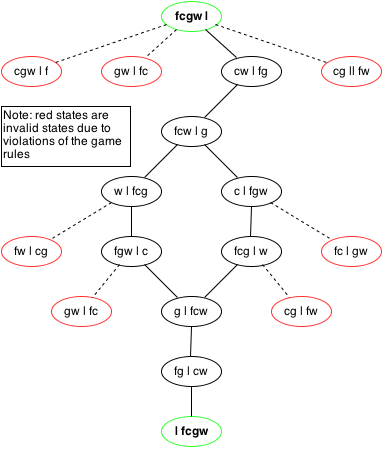 fcgw l
cgw l f
gw l fc
cw l fg
cg ll fw
Note: red states are
invalid states due to
violations of the game
rules
fcw l g
w l fcg
c l fgw
fw l cg
fgw l c
fcg l w
fc l gw
gw l fc
g l fcw
cg l fw
fg l cw
l fcgw